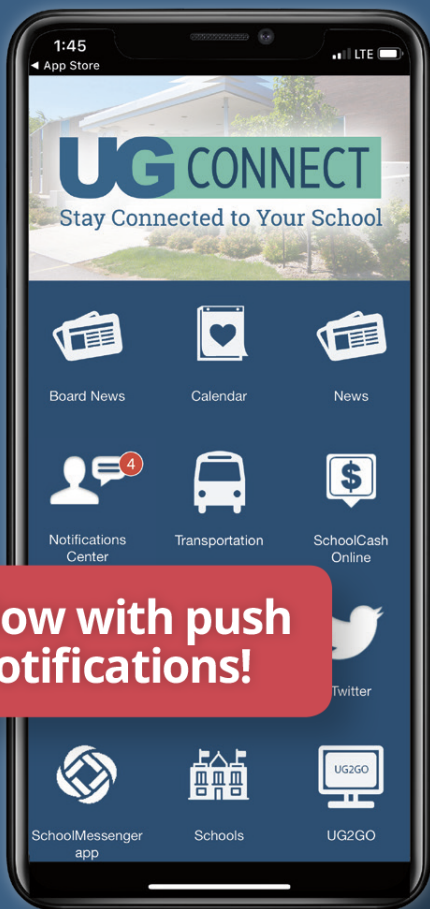 1:45
LTE
App Store
UG CONNECT
Stay Connected to Your School
Board News
Calendar
News
4
Notifications
Center
Transportation
$
SchoolCash
Online
ow with push
otifications!
Twitter
UG2GO
SchoolMessenger
app
Schools
UG2GO